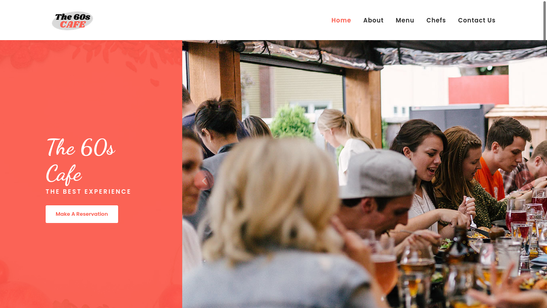 The 60s
CAFE
Home About Menu Chefs Contact Us
The 60s
Cafe
THE BEST EXPERIENCE
Make A Reservation